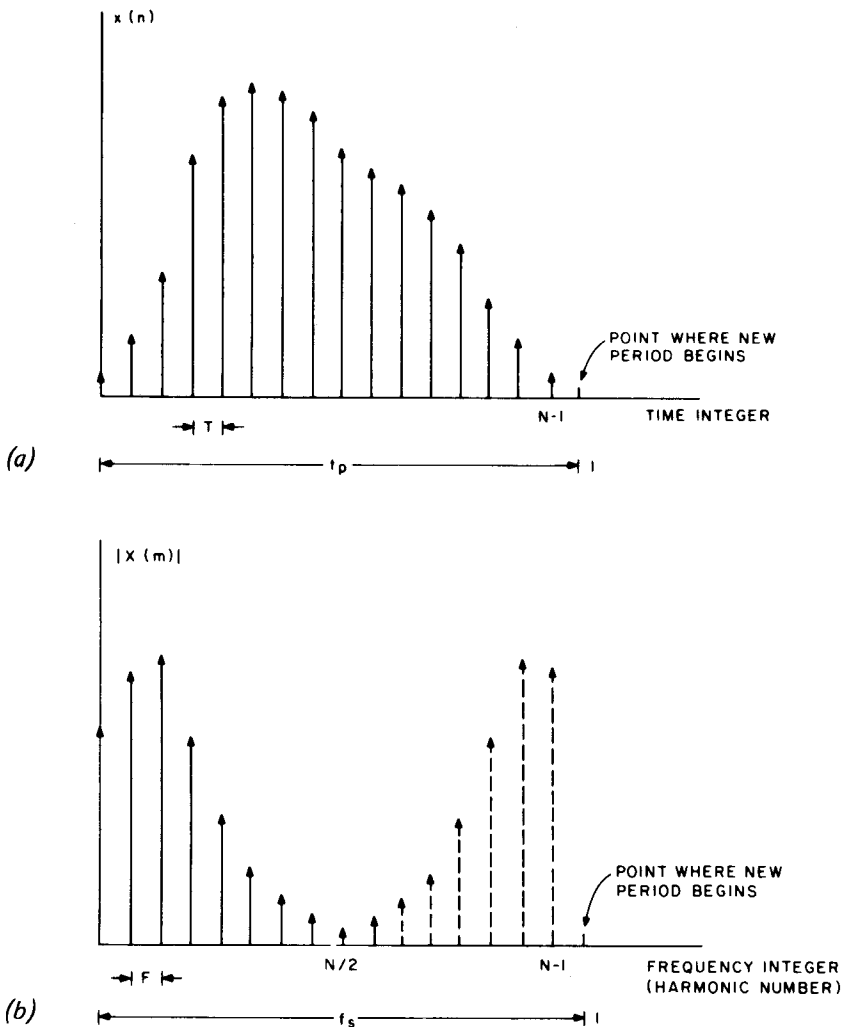 x (n)
POINT WHERE NEW
PERIOD BEGINS
N-1
TIME INTEGER
T
(a)
tp
|X (m)|
POINT WHERE NEW
PERIOD BEGINS
N/2
N-1
FREQUENCY INTEGER
(HARMONIC NUMBER)
F
(b)
fs